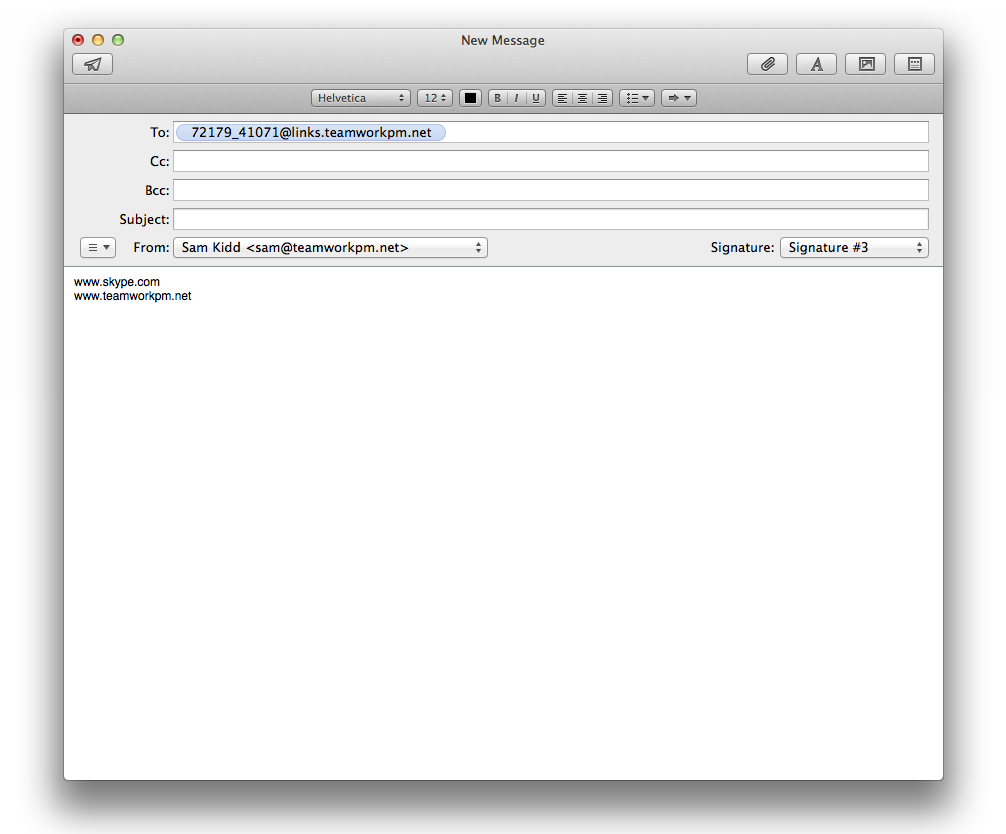 New Message
Helvetica 12 B I U
To: 72179_41071@links.teamworkpm.net
Cc:
Bcc:
Subject:
From: Sam Kidd <sam@teamworkpm.net> Signature: Signature #3
www.skype.com
www.teamworkpm.net